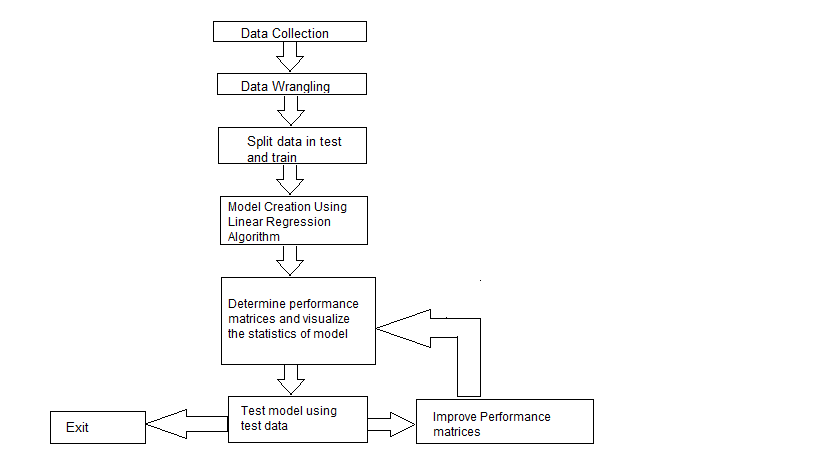 Data Collection
Data Wrangling
Split data in test
and train
Model Creation Using
Linear Regression
Algorithm
Determine performance
matrices and visualize
the statistics of model
Test model using
test data
Exit
Improve Performance
matrices